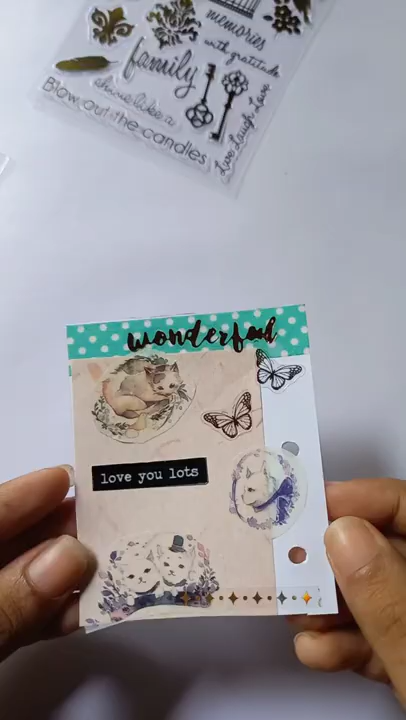 memories
with gratitude
family
shine like a
Blow out the candles
Live Laugh Love
wonderful
love you lots